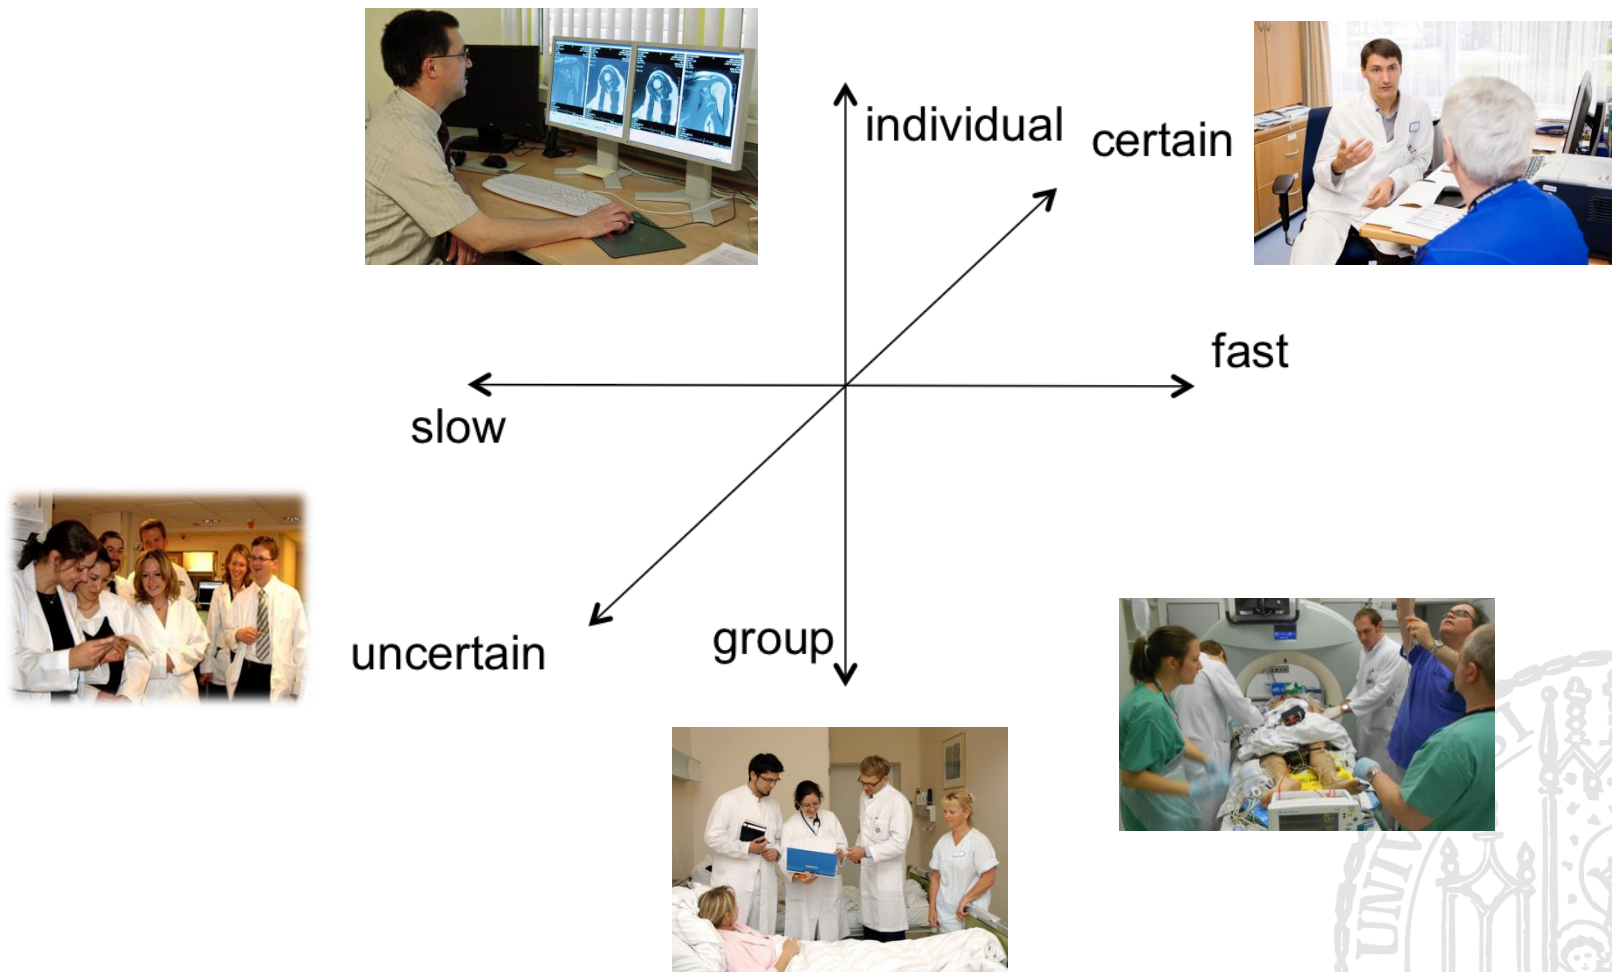 individual
certain
fast
slow
uncertain
group